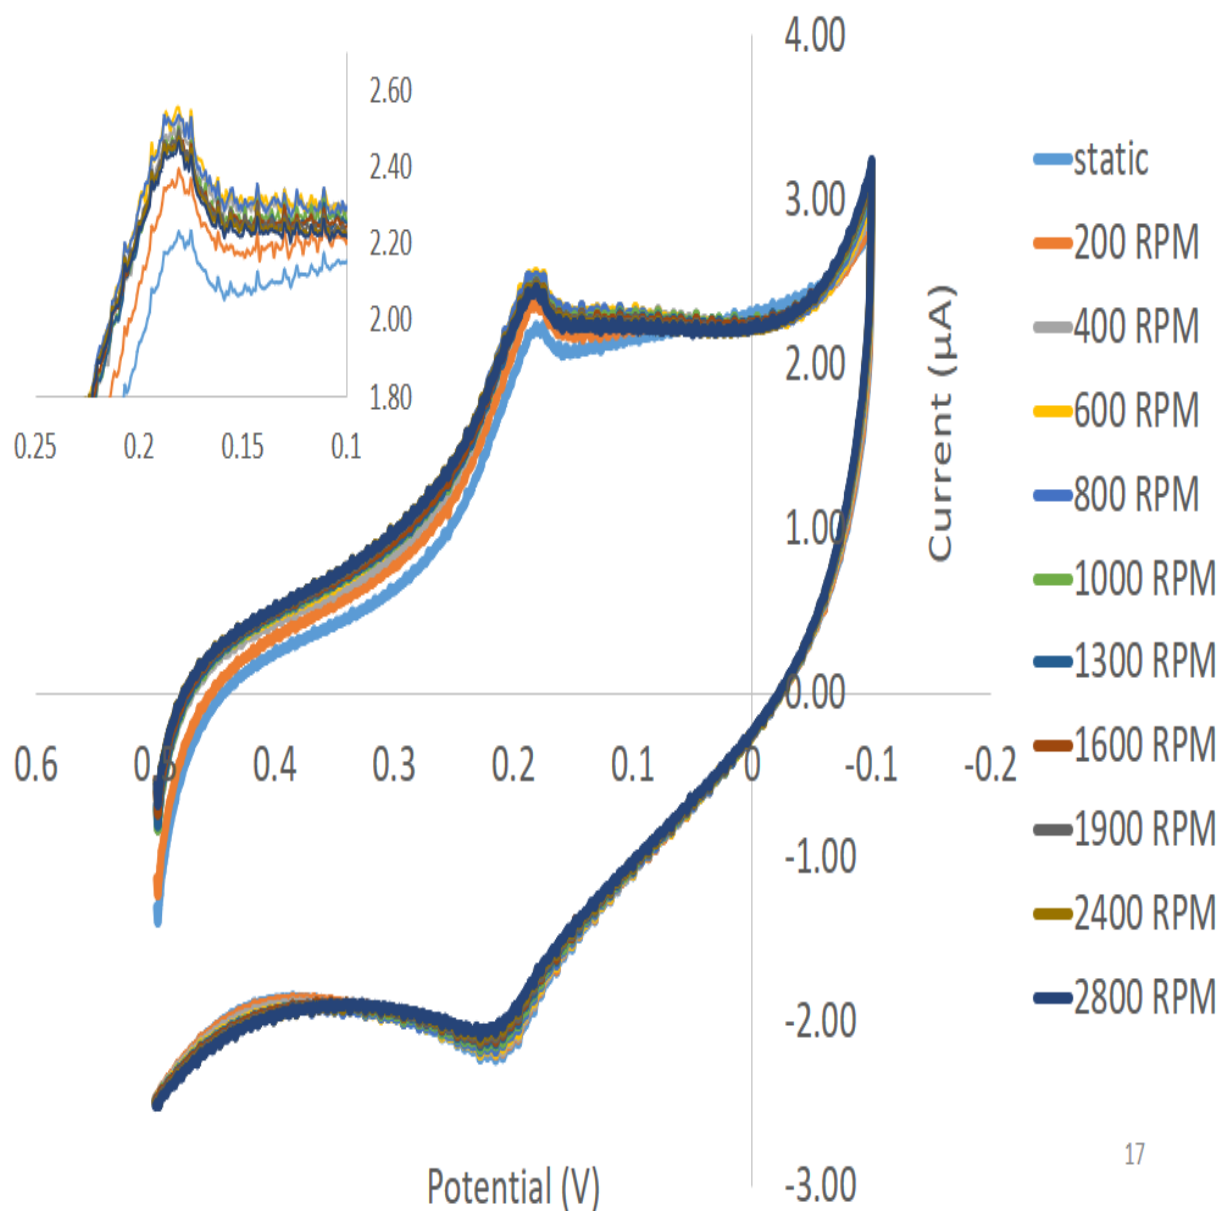 4.00
3.00
2.00
1.00
0.00
-1.00
-2.00
-3.00
Current (µA)
0.6
0.5
0.4
0.3
0.2
0.1
0
-0.1
-0.2
Potential (V)
2.60
2.40
2.20
2.00
1.80
0.25
0.2
0.15
0.1
static
200 RPM
400 RPM
600 RPM
800 RPM
1000 RPM
1300 RPM
1600 RPM
1900 RPM
2400 RPM
2800 RPM
17